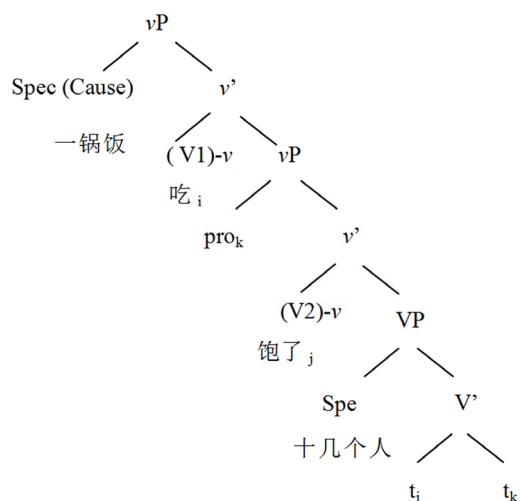 vP
Spec (Cause)
v’
一锅饭
( V1)-v
vP
吃 i
prok
v’
(V2)-v
VP
饱了 j
Spe
V’
十几个人
tj
tk